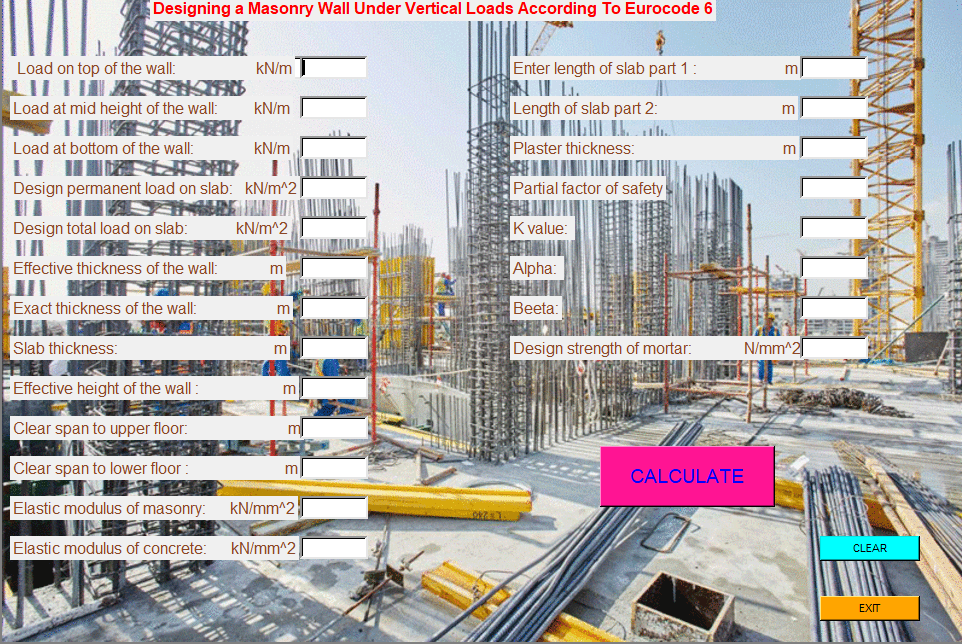 Designing a Masonry Wall Under Vertical Loads According To Eurocode 6
Load on top of the wall: kN/m
Load at mid height of the wall: kN/m
Load at bottom of the wall: kN/m
Design permanent load on slab: kN/m^2
Design total load on slab: kN/m^2
Effective thickness of the wall: m
Exact thickness of the wall: m
Slab thickness: m
Effective height of the wall : m
Clear span to upper floor: m
Clear span to lower floor : m
Elastic modulus of masonry: kN/mm^2
Elastic modulus of concrete: kN/mm^2
Enter length of slab part 1 : m
Length of slab part 2: m
Plaster thickness: m
Partial factor of safety
K value:
Alpha:
Beeta:
Design strength of mortar: N/mm^2
CALCULATE
CLEAR
EXIT